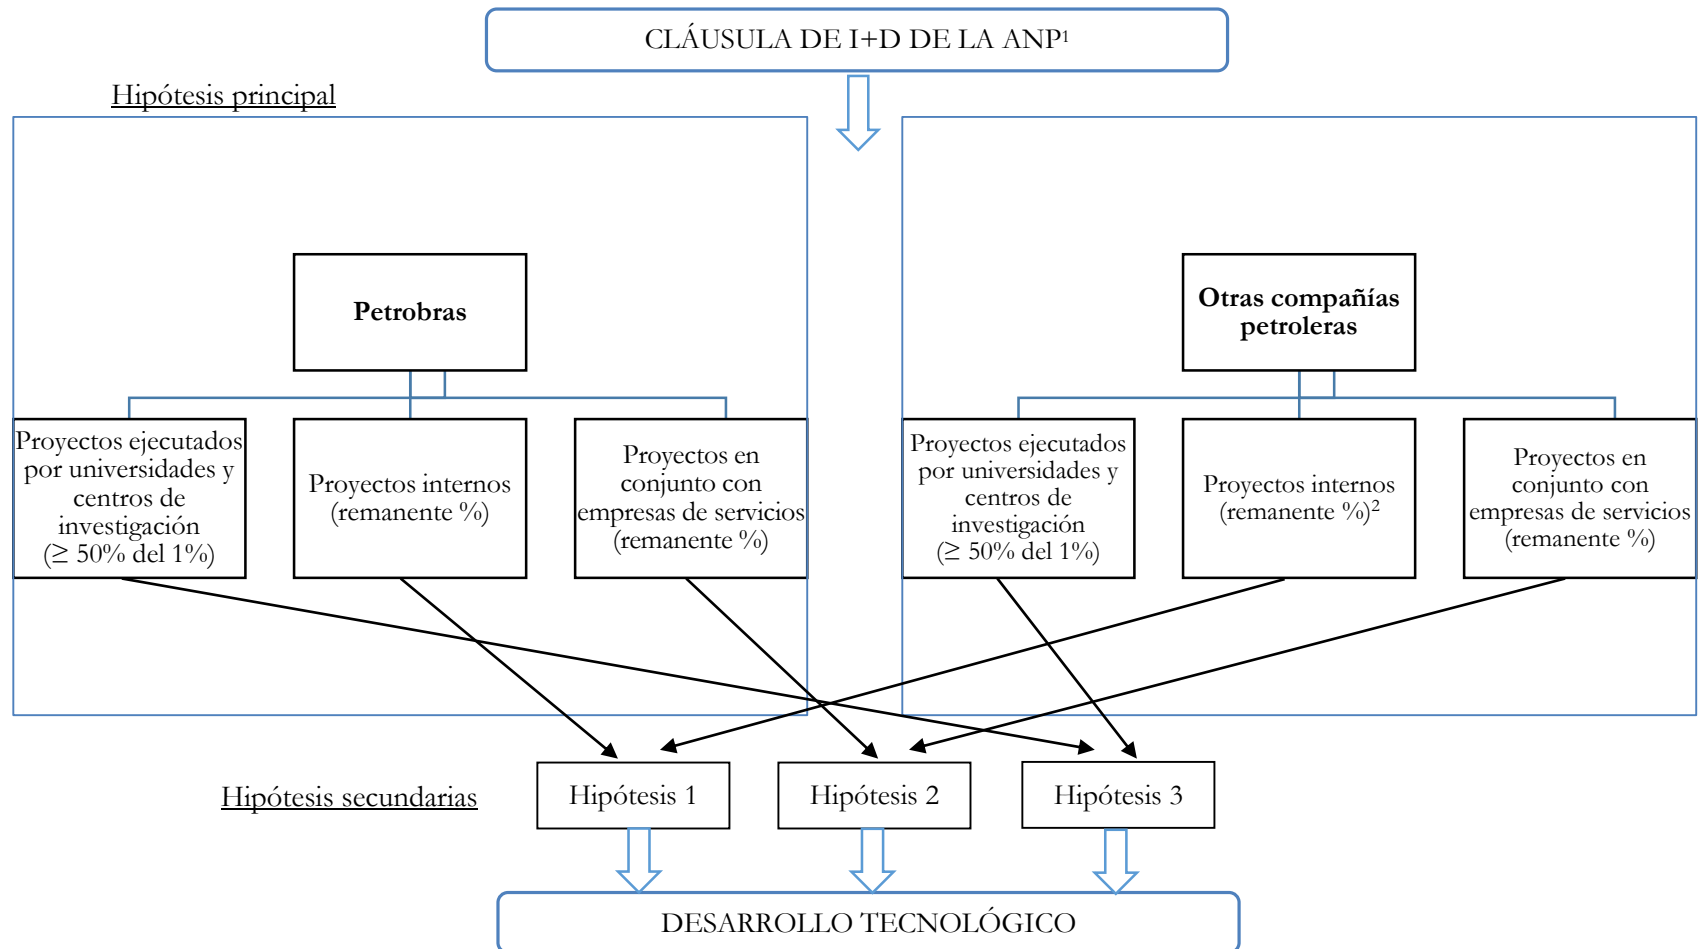 CLÁUSULA DE I+D DE LA ANP¹
Hipótesis principal
Petrobras
Otras compañías
petroleras
Proyectos ejecutados
por universidades y
centros de
investigación
(≥ 50% del 1%)
Proyectos internos
(remanente %)
Proyectos en
conjunto con
empresas de servicios
(remanente %)
Proyectos ejecutados
por universidades y
centros de
investigación
(≥ 50% del 1%)
Proyectos internos
(remanente %)²
Proyectos en
conjunto con
empresas de servicios
(remanente %)
Hipótesis secundarias
Hipótesis 1
Hipótesis 2
Hipótesis 3
DESARROLLO TECNOLÓGICO